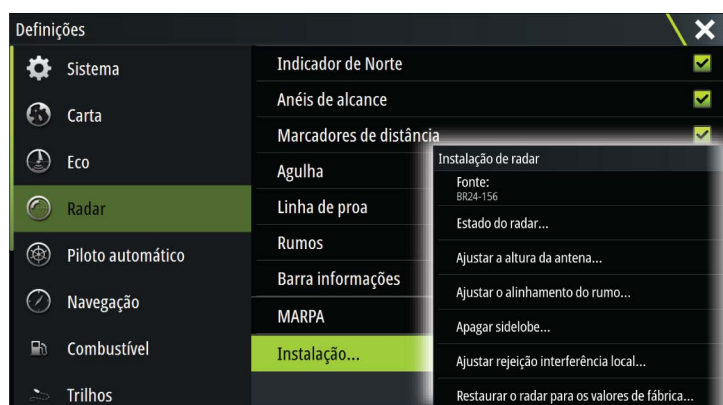 Definições
Sistema
Carta
Eco
Radar
Piloto automático
Navegação
Combustível
Trilhos
Indicador de Norte
Anéis de alcance
Marcadores de distância
Agulha
Linha de proa
Rumos
Barra informações
MARPA
Instalação...
Instalação de radar
Fonte:
BR24-156
Estado do radar...
Ajustar a altura da antena...
Ajustar o alinhamento do rumo...
Apagar sidelobe...
Ajustar rejeição interferência local...
Restaurar o radar para os valores de fábrica...